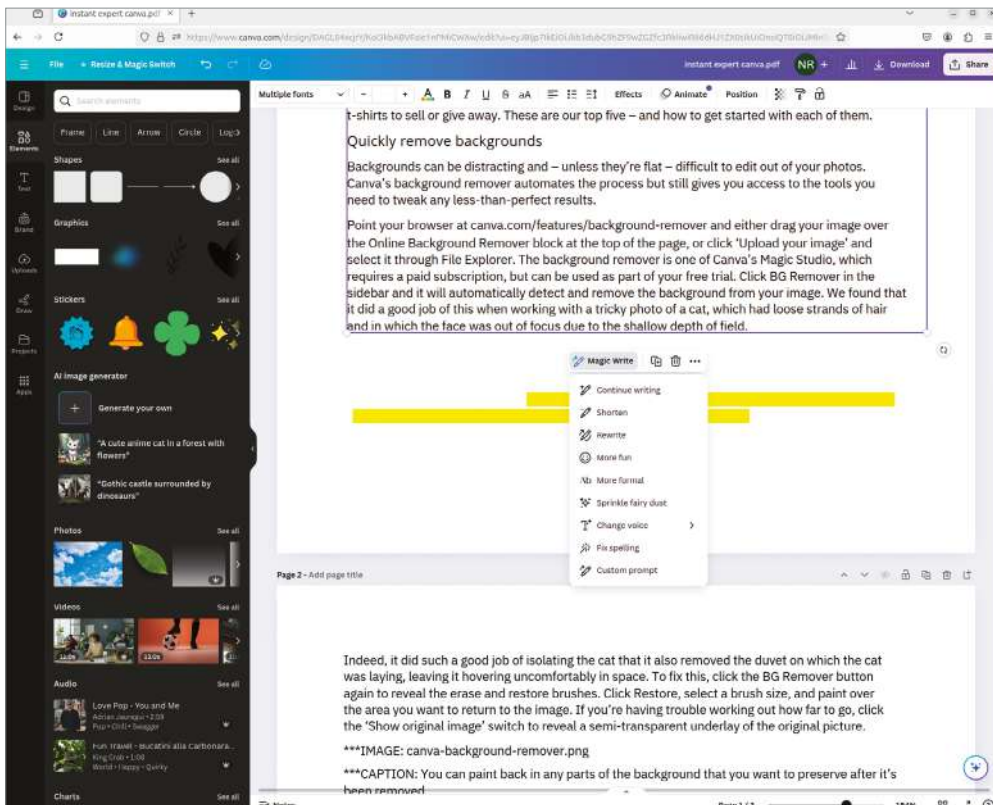 instant expert canva.pdf
File
Resize & Magic Switch
instant expert canva.pdf
NR
Download
Share
Search elements
Multiple fonts
B I U S aA
Effects
Animate
Position
Design
Elements
Text
Brand
Uploads
Draw
Projects
Apps
Frame
Line
Arrow
Circle
Shapes
See all
Graphics
See all
Stickers
See all
AI image generator
Generate your own
"A cute anime cat in a forest with
flowers"
"Gothic castle surrounded by
dinosaurs"
Photos
See all
Videos
See all
Audio
See all
Love Pop - You and Me
Charts
See all
t-shirts to sell or give away. These are our top five – and how to get started with each of them.
Quickly remove backgrounds
Backgrounds can be distracting and – unless they're flat – difficult to edit out of your photos.
Canva's background remover automates the process but still gives you access to the tools you
need to tweak any less-than-perfect results.
Point your browser at canva.com/features/background-remover and either drag your image over
the Online Background Remover block at the top of the page, or click 'Upload your image' and
select it through File Explorer. The background remover is one of Canva's Magic Studio, which
requires a paid subscription, but can be used as part of your free trial. Click BG Remover in the
sidebar and it will automatically detect and remove the background from your image. We found that
it did a good job of this when working with a tricky photo of a cat, which had loose strands of hair
and in which the face was out of focus due to the shallow depth of field.
Magic Write
Continue writing
Shorten
Rewrite
More fun
More formal
Sprinkle fairy dust
Change voice
Fix spelling
Custom prompt
Page 2 - Add page title
Indeed, it did such a good job of isolating the cat that it also removed the duvet on which the cat
was laying, leaving it hovering uncomfortably in space. To fix this, click the BG Remover button
again to reveal the erase and restore brushes. Click Restore, select a brush size, and paint over
the area you want to return to the image. If you're having trouble working out how far to go, click
the 'Show original image' switch to reveal a semi-transparent underlay of the original picture.
***IMAGE: canva-background-remover.png
***CAPTION: You can paint back in any parts of the background that you want to preserve after it's
been removed